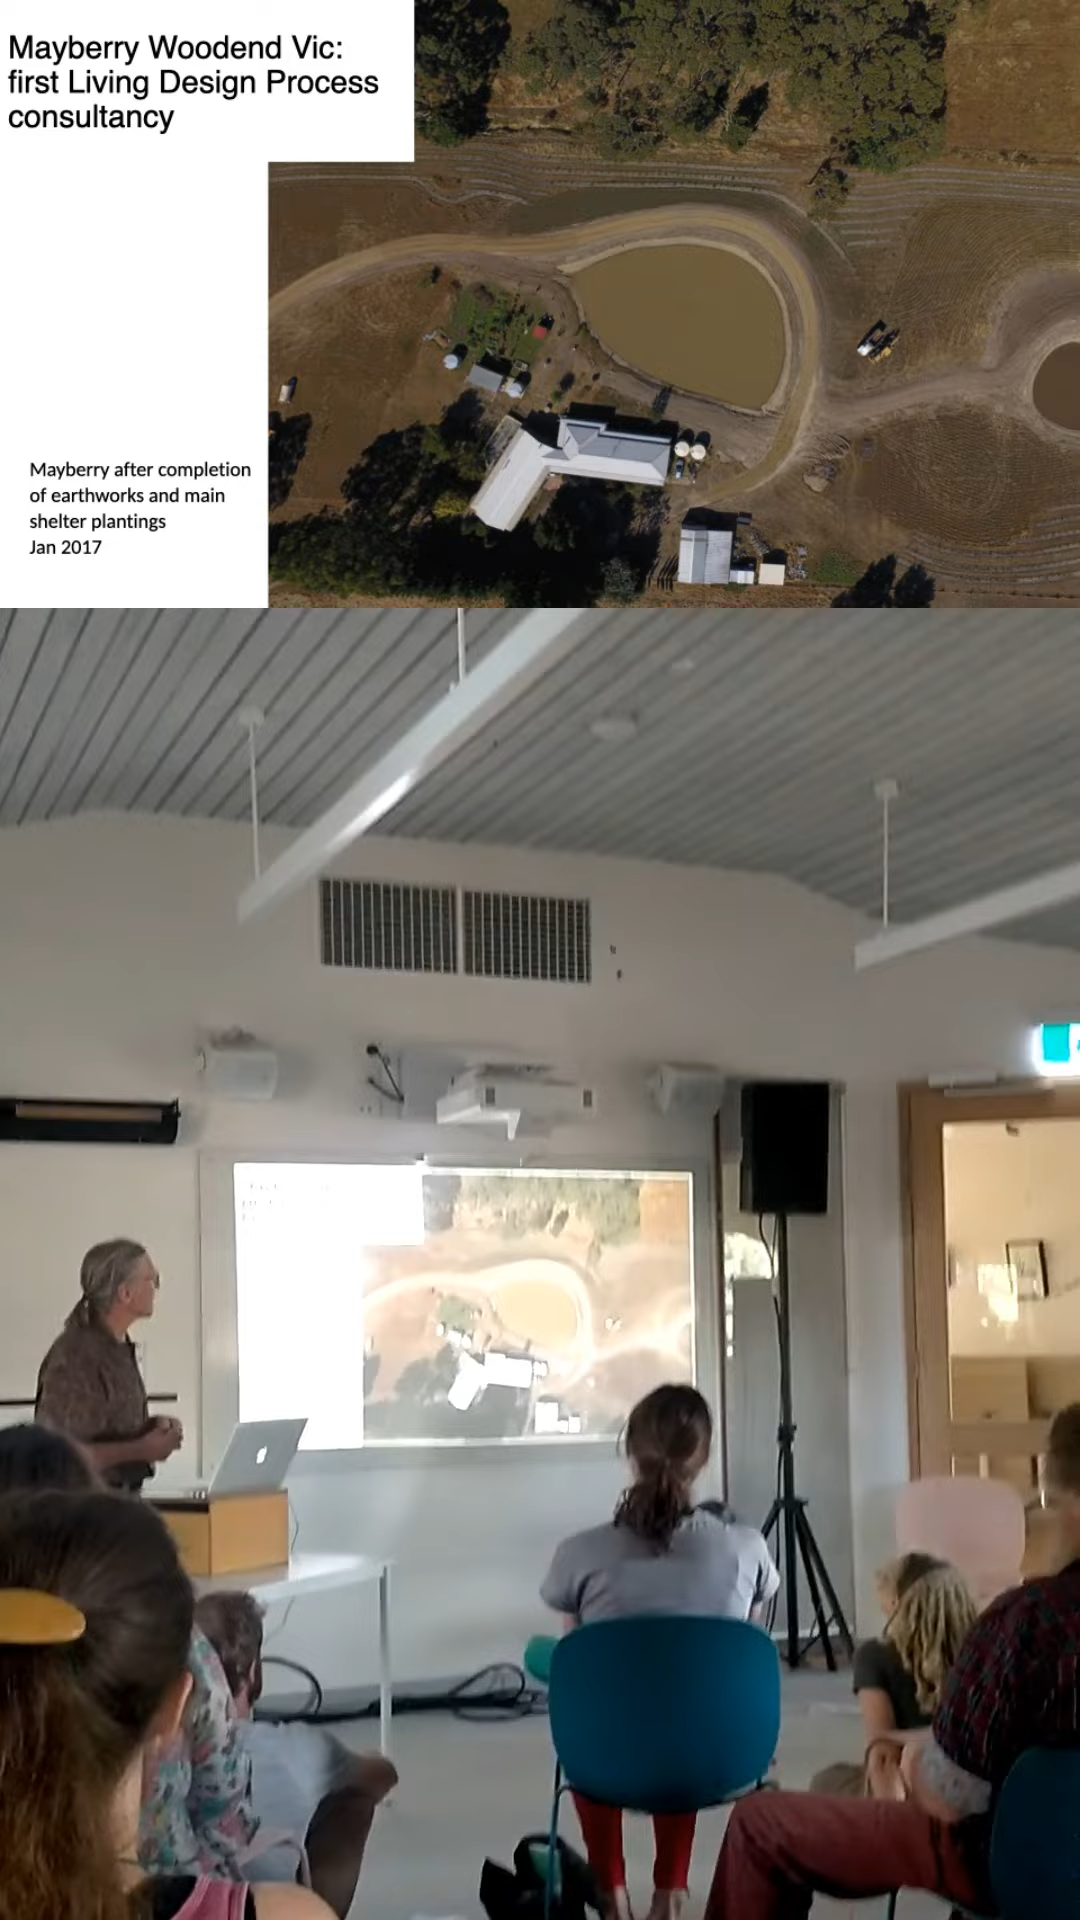 Mayberry Woodend Vic:
first Living Design Process
consultancy
Mayberry after completion
of earthworks and main
shelter plantings
Jan 2017